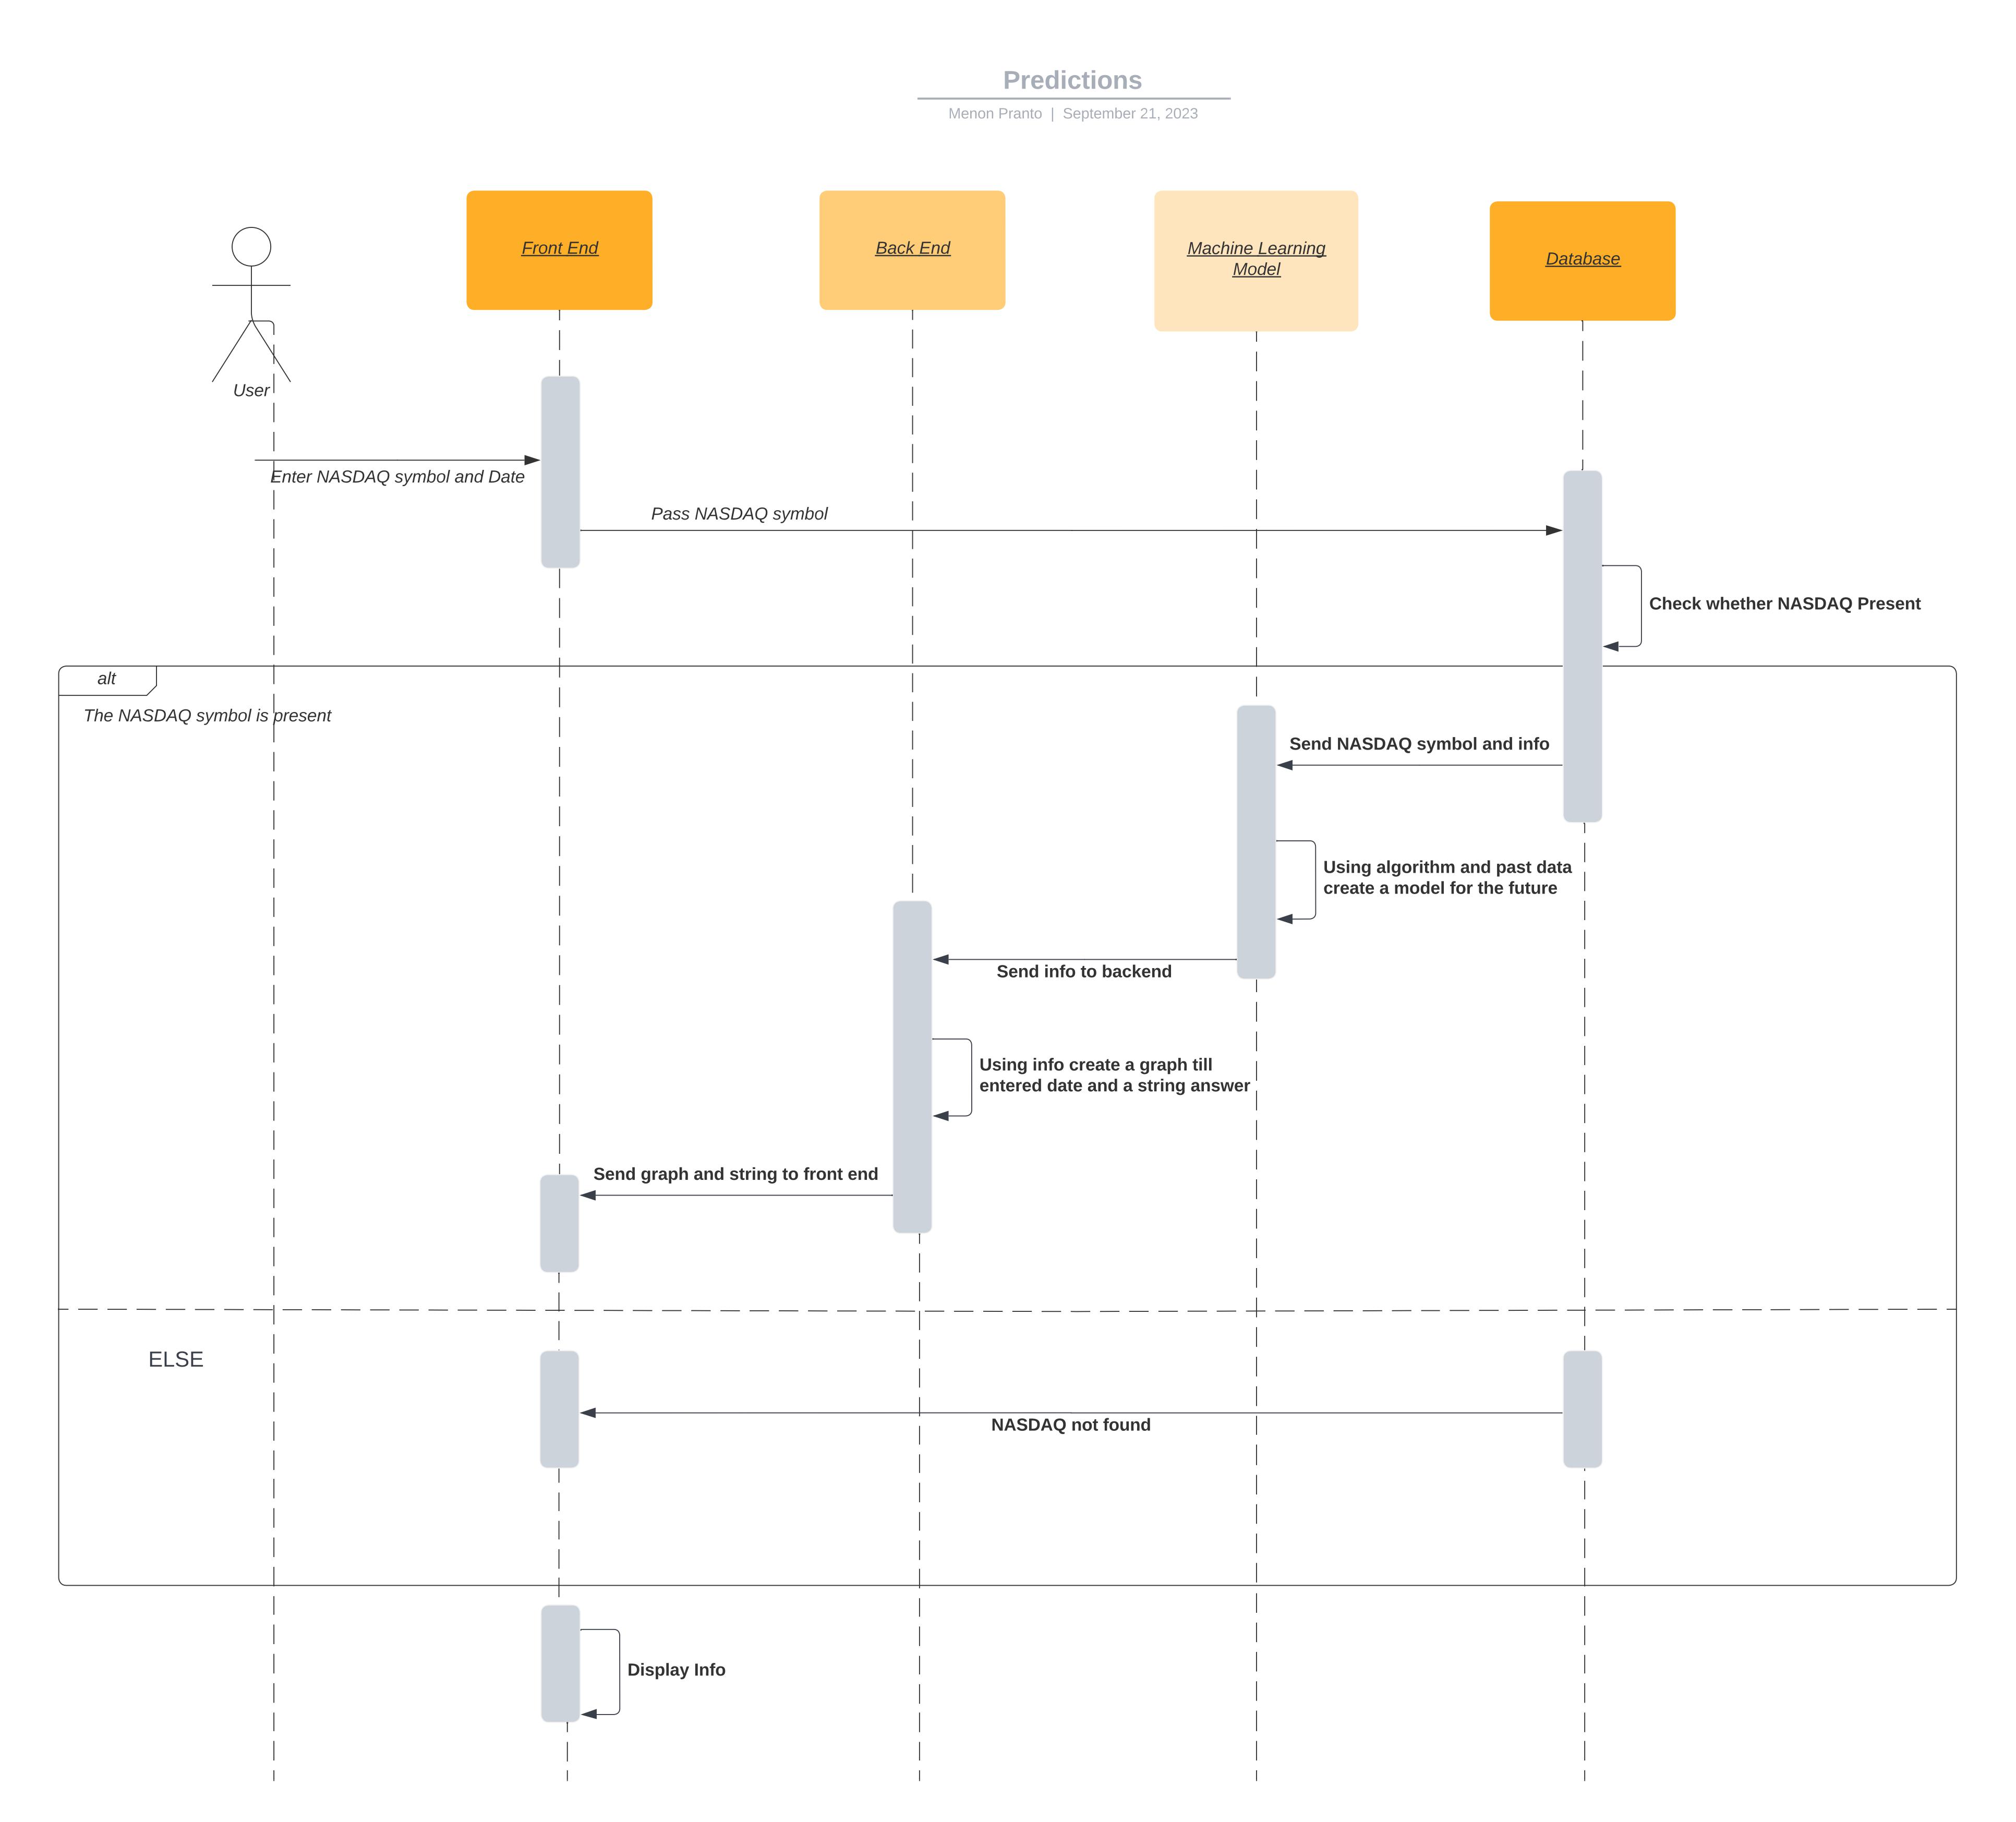 Predictions
Menon Pranto | September 21, 2023
Front End
Back End
Machine Learning
Model
Database
User
Enter NASDAQ symbol and Date
Pass NASDAQ symbol
Check whether NASDAQ Present
alt
The NASDAQ symbol is present
Send NASDAQ symbol and info
Using algorithm and past data
create a model for the future
Send info to backend
Using info create a graph till
entered date and a string answer
Send graph and string to front end
ELSE
NASDAQ not found
Display Info